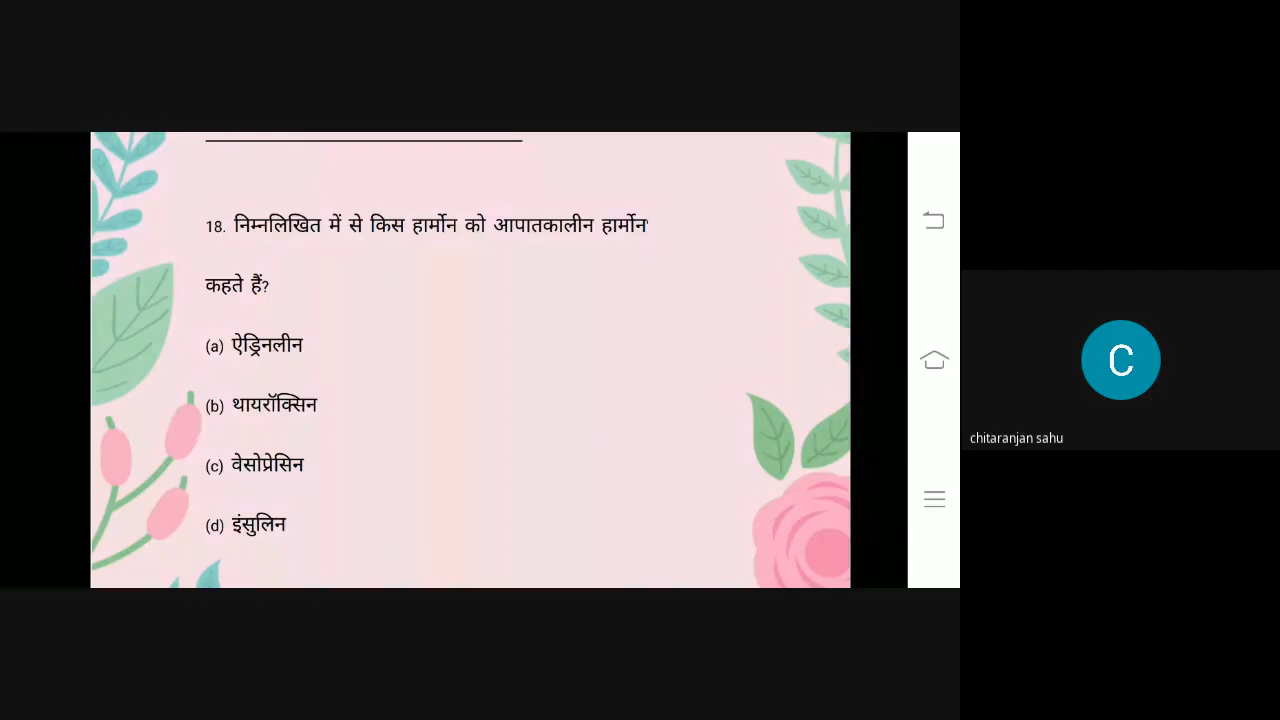 18. निम्नलिखित में से किस हार्मोन को आपातकालीन हार्मोन'
कहते हैं?
(a) ऐड्रिनलीन
(b) थायरॉक्सिन
(c) वेसोप्रेसिन
(d) इंसुलिन
C
chitaranjan sahu